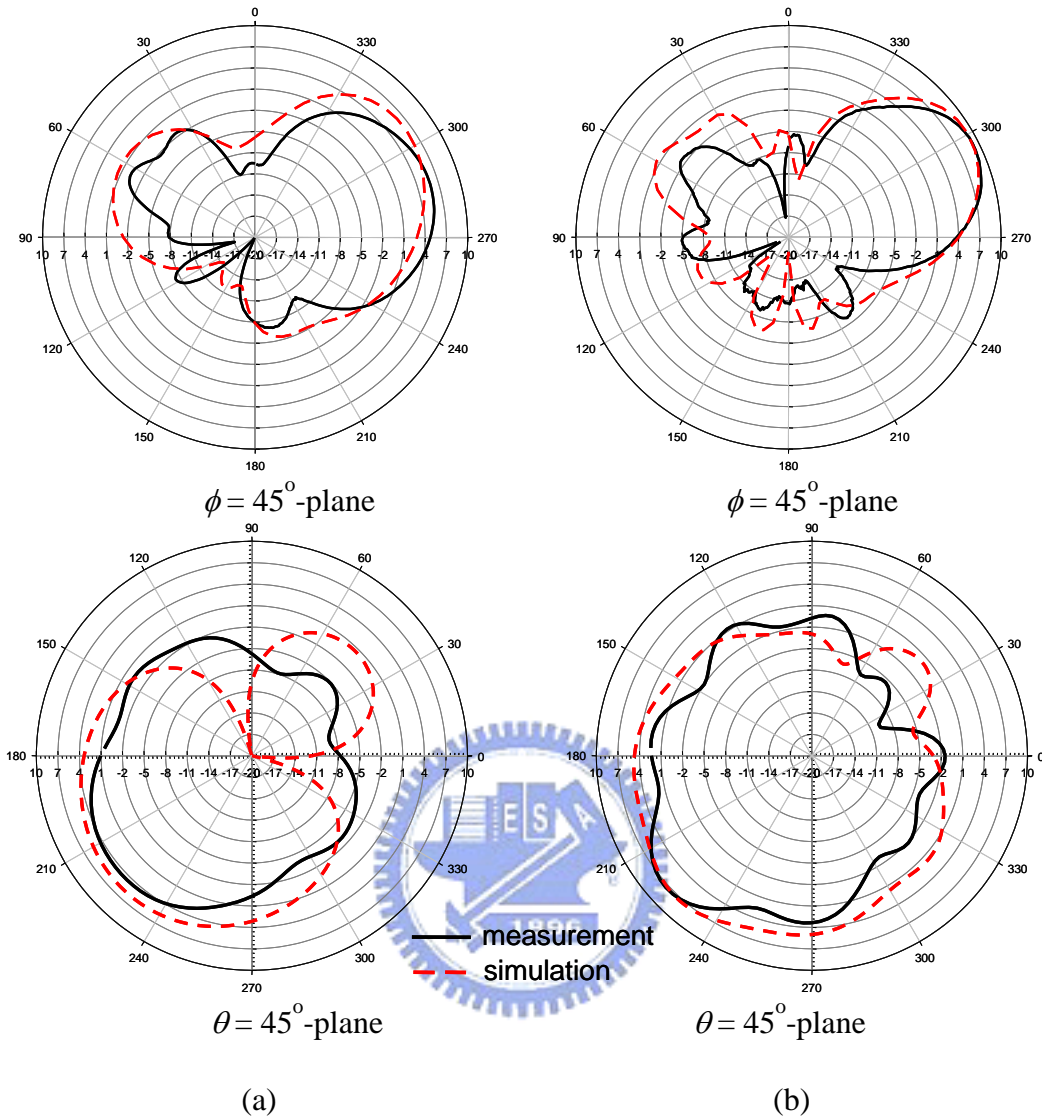 0 0
30 330 30 330
60 300 60 300
90 270 90 270
10 7 4 1 -2 -5 -8 -11 -14 -17 -20 -17 -14 -11 -8 -5 -2 1 4 7 10 10 7 4 1 -2 -5 -8 -11 -14 -17 -20 -17 -14 -11 -8 -5 -2 1 4 7 10
120 240 120 240
150 210 150 210
180 180
ϕ = 45°-plane ϕ = 45°-plane
90 90
120 60 120 60
150 30 150 30
180 0 180 0
10 7 4 1 -2 -5 -8 -11 -14 -17 -20 -17 -14 -11 -8 -5 -2 1 4 7 10 10 7 4 1 -2 -5 -8 -11 -14 -17 -20 -17 -14 -11 -8 -5 -2 1 4 7 10
ESA
210 330 210 330
1896
measurement
240 300 240 300
simulation
270 270
θ = 45°-plane θ = 45°-plane
(a) (b)